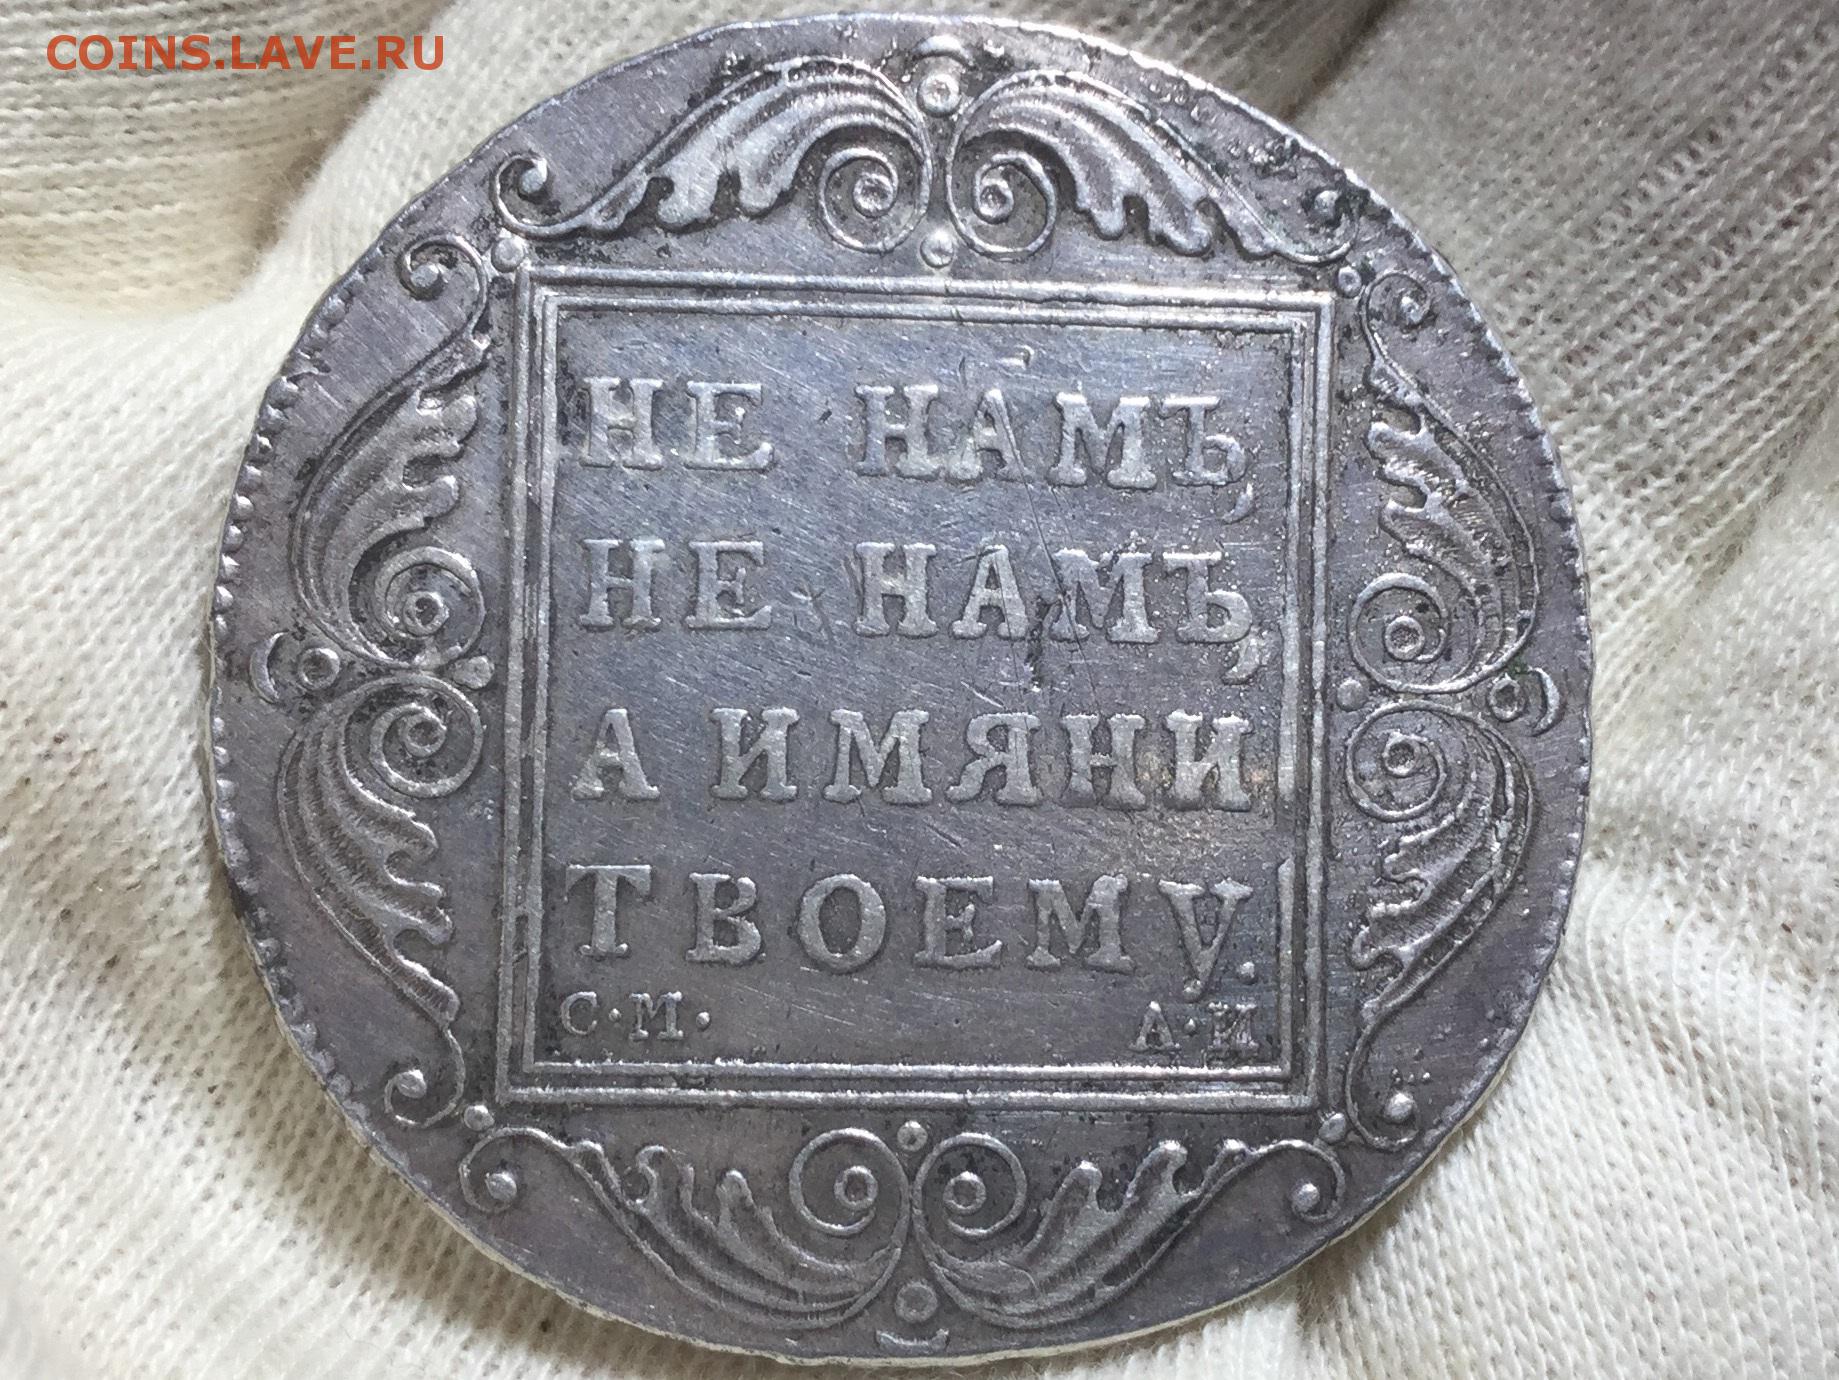 COINS.LAVE.RU
НЕ НАМЪ,
НЕ НАМЪ,
А ИМЯНИ
ТВОЕМУ.
С·М· А·И